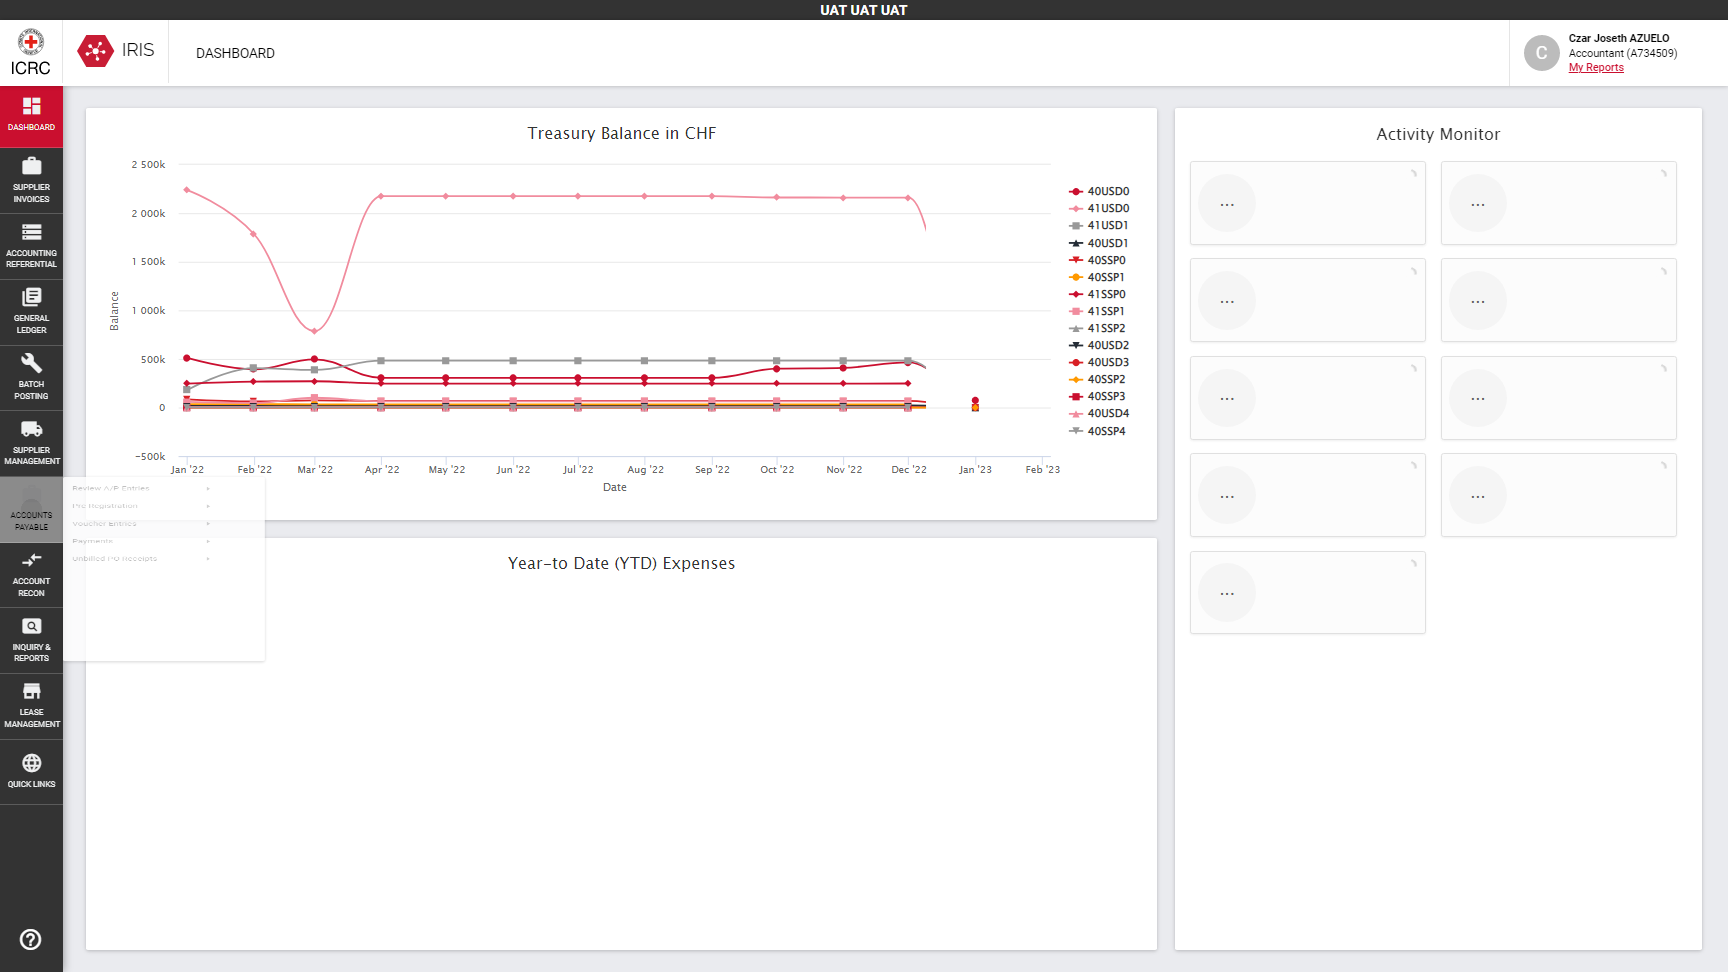 UAT UAT UAT
ICRC
IRIS
DASHBOARD
C
Czar Joseth AZUELO
Accountant (A734509)
My Reports
DASHBOARD
SUPPLIER
INVOICES
ACCOUNTING
REFERENTIAL
GENERAL
LEDGER
BATCH
POSTING
SUPPLIER
MANAGEMENT
ACCOUNTS
PAYABLE
ACCOUNT
RECON
INQUIRY &
REPORTS
LEASE
MANAGEMENT
QUICK LINKS
Review A/P Entries
Pre Registration
Voucher Entries
Payments
Unbilled PO Receipts
Treasury Balance in CHF
Balance
2 500k
2 000k
1 500k
1 000k
500k
0
−500k
Jan '22
Feb '22
Mar '22
Apr '22
May '22
Jun '22
Jul '22
Aug '22
Sep '22
Oct '22
Nov '22
Dec '22
Jan '23
Feb '23
Date
40USD0
41USD0
41USD1
40USD1
40SSP0
40SSP1
41SSP0
41SSP1
41SSP2
40USD2
40USD3
40SSP2
40SSP3
40USD4
40SSP4
Year-to Date (YTD) Expenses
Activity Monitor
...
...
...
...
...
...
...
...
...